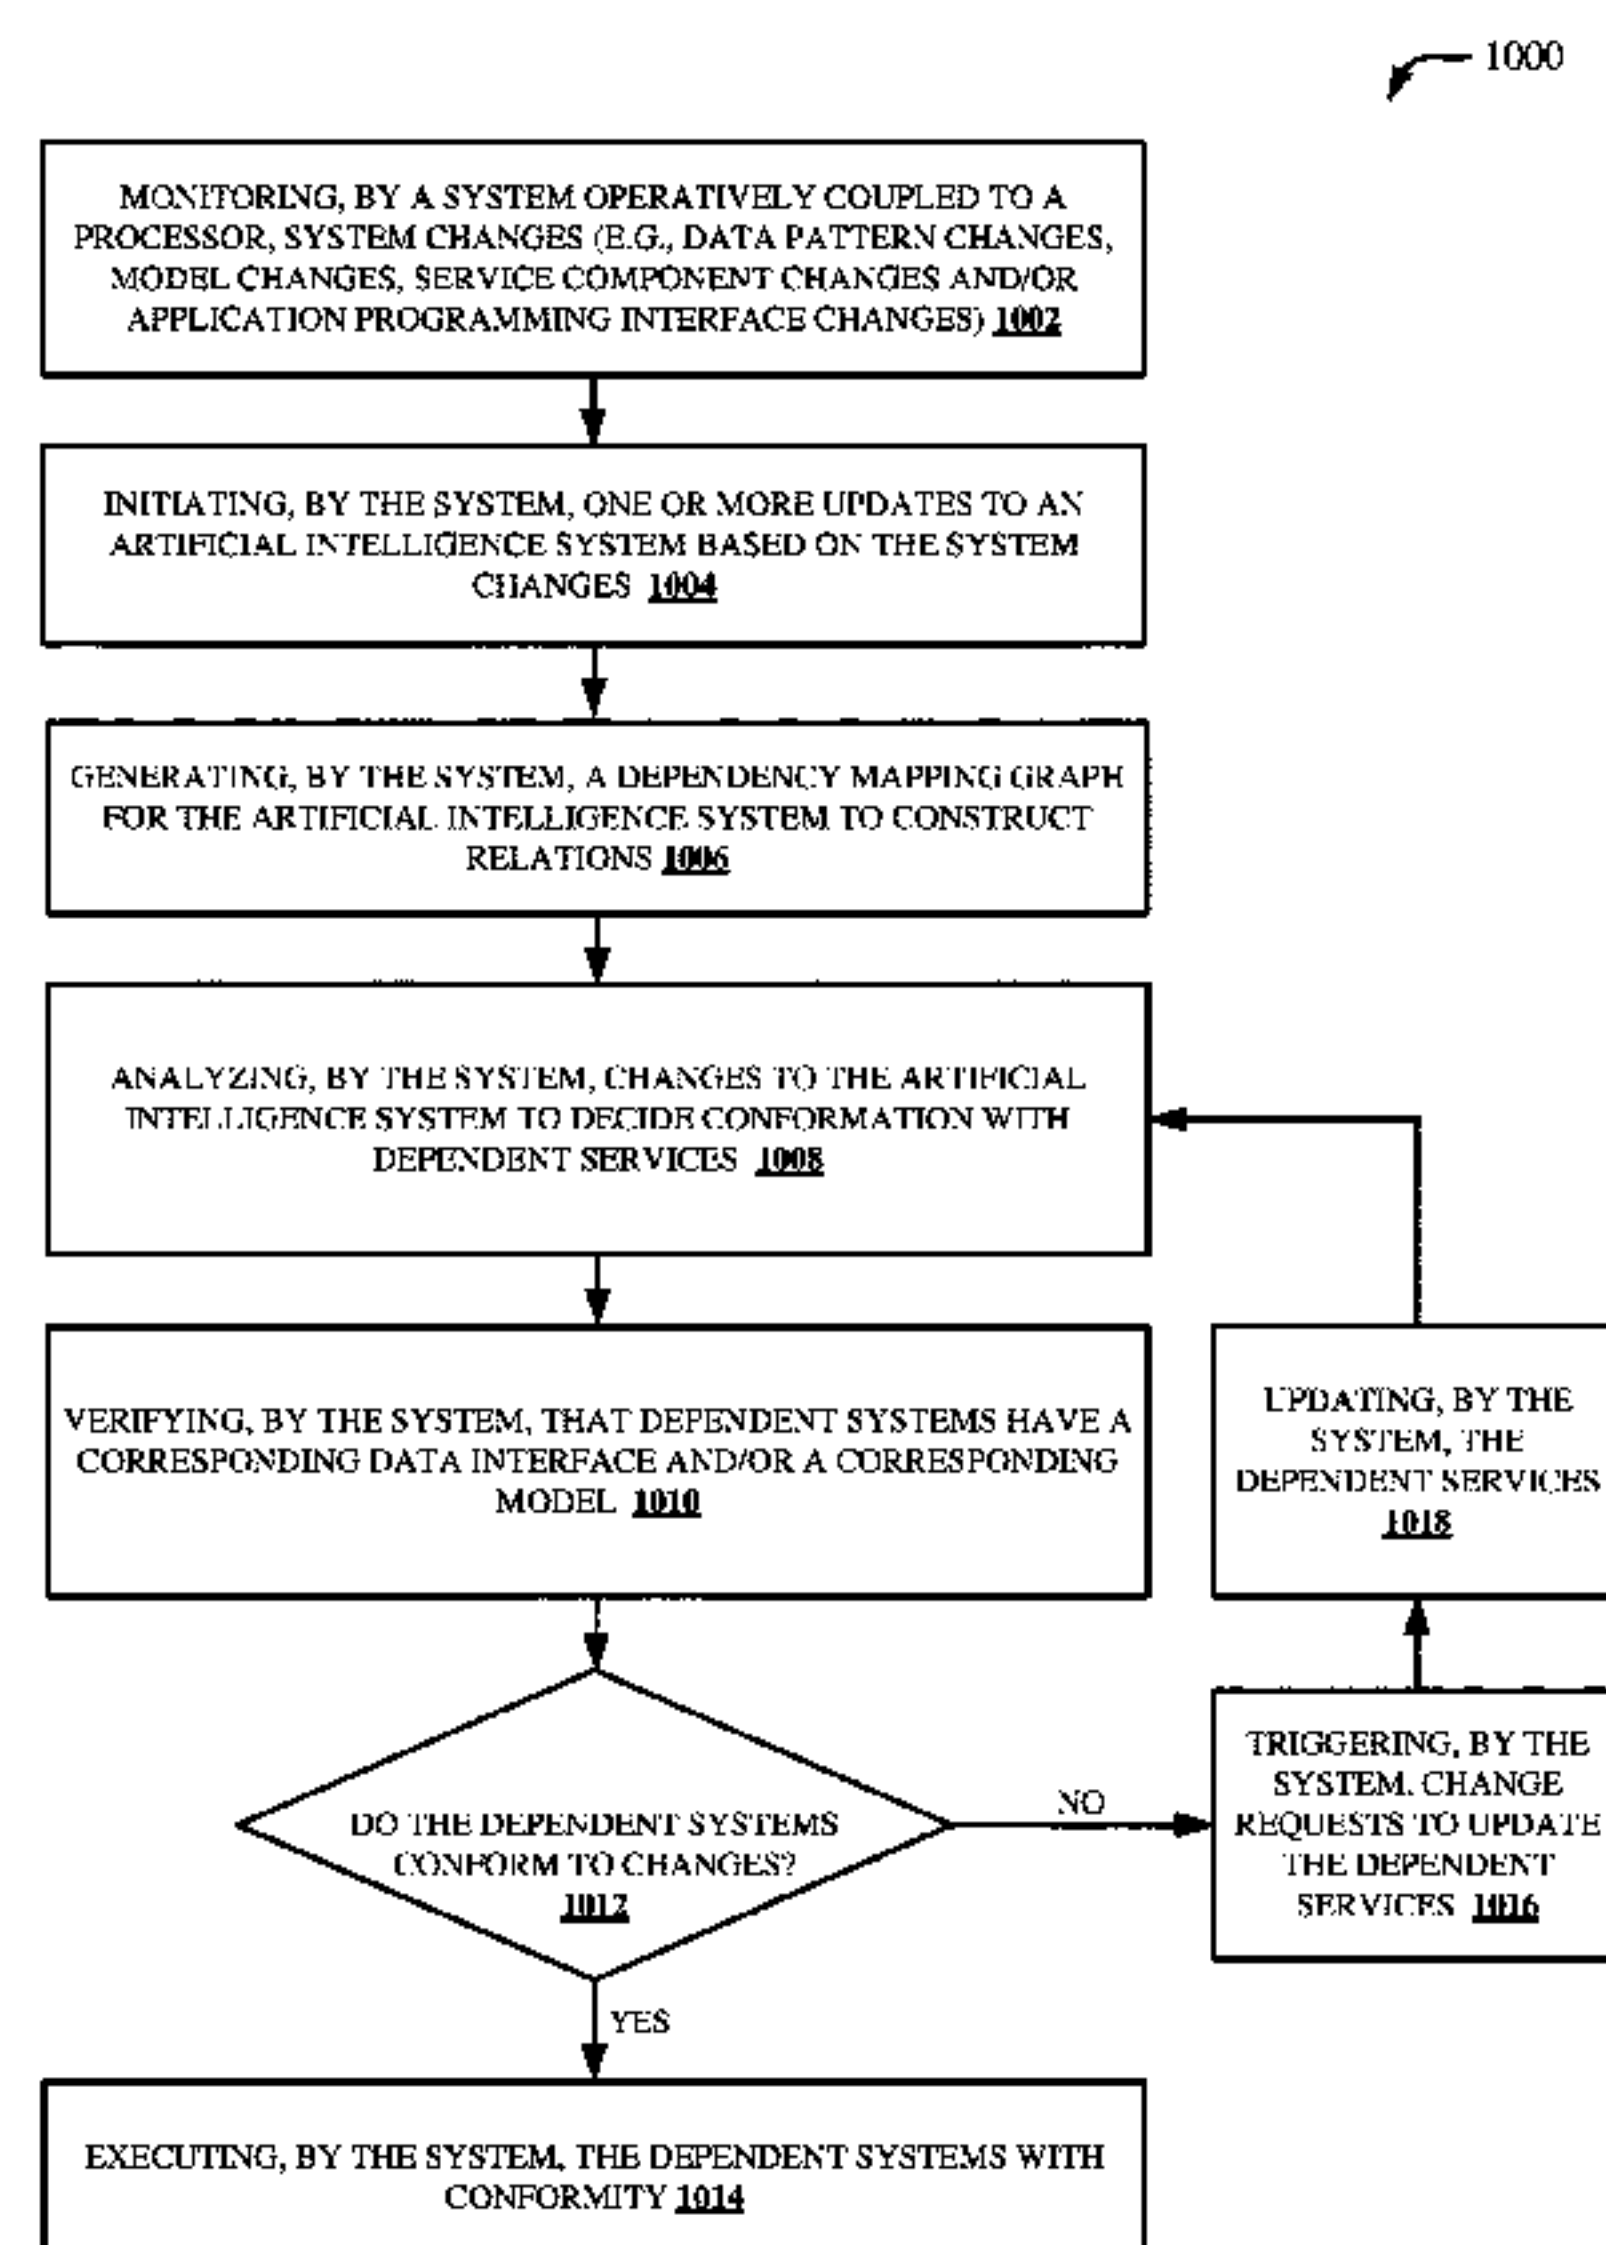 1000
MONITORING, BY A SYSTEM OPERATIVELY COUPLED TO A
PROCESSOR, SYSTEM CHANGES (E.G., DATA PATTERN CHANGES,
MODEL CHANGES, SERVICE COMPONENT CHANGES AND/OR
APPLICATION PROGRAMMING INTERFACE CHANGES) 1002
INITIATING, BY THE SYSTEM, ONE OR MORE UPDATES TO AN
ARTIFICIAL INTELLIGENCE SYSTEM BASED ON THE SYSTEM
CHANGES 1004
GENERATING, BY THE SYSTEM, A DEPENDENCY MAPPING GRAPH
FOR THE ARTIFICIAL INTELLIGENCE SYSTEM TO CONSTRUCT
RELATIONS 1006
ANALYZING, BY THE SYSTEM, CHANGES TO THE ARTIFICIAL
INTELLIGENCE SYSTEM TO DECIDE CONFORMATION WITH
DEPENDENT SERVICES 1008
VERIFYING, BY THE SYSTEM, THAT DEPENDENT SYSTEMS HAVE A
CORRESPONDING DATA INTERFACE AND/OR A CORRESPONDING
MODEL 1010
UPDATING, BY THE
SYSTEM, THE
DEPENDENT SERVICES
1018
DO THE DEPENDENT SYSTEMS
CONFORM TO CHANGES?
1012
NO
TRIGGERING, BY THE
SYSTEM, CHANGE
REQUESTS TO UPDATE
THE DEPENDENT
SERVICES 1016
YES
EXECUTING, BY THE SYSTEM, THE DEPENDENT SYSTEMS WITH
CONFORMITY 1014